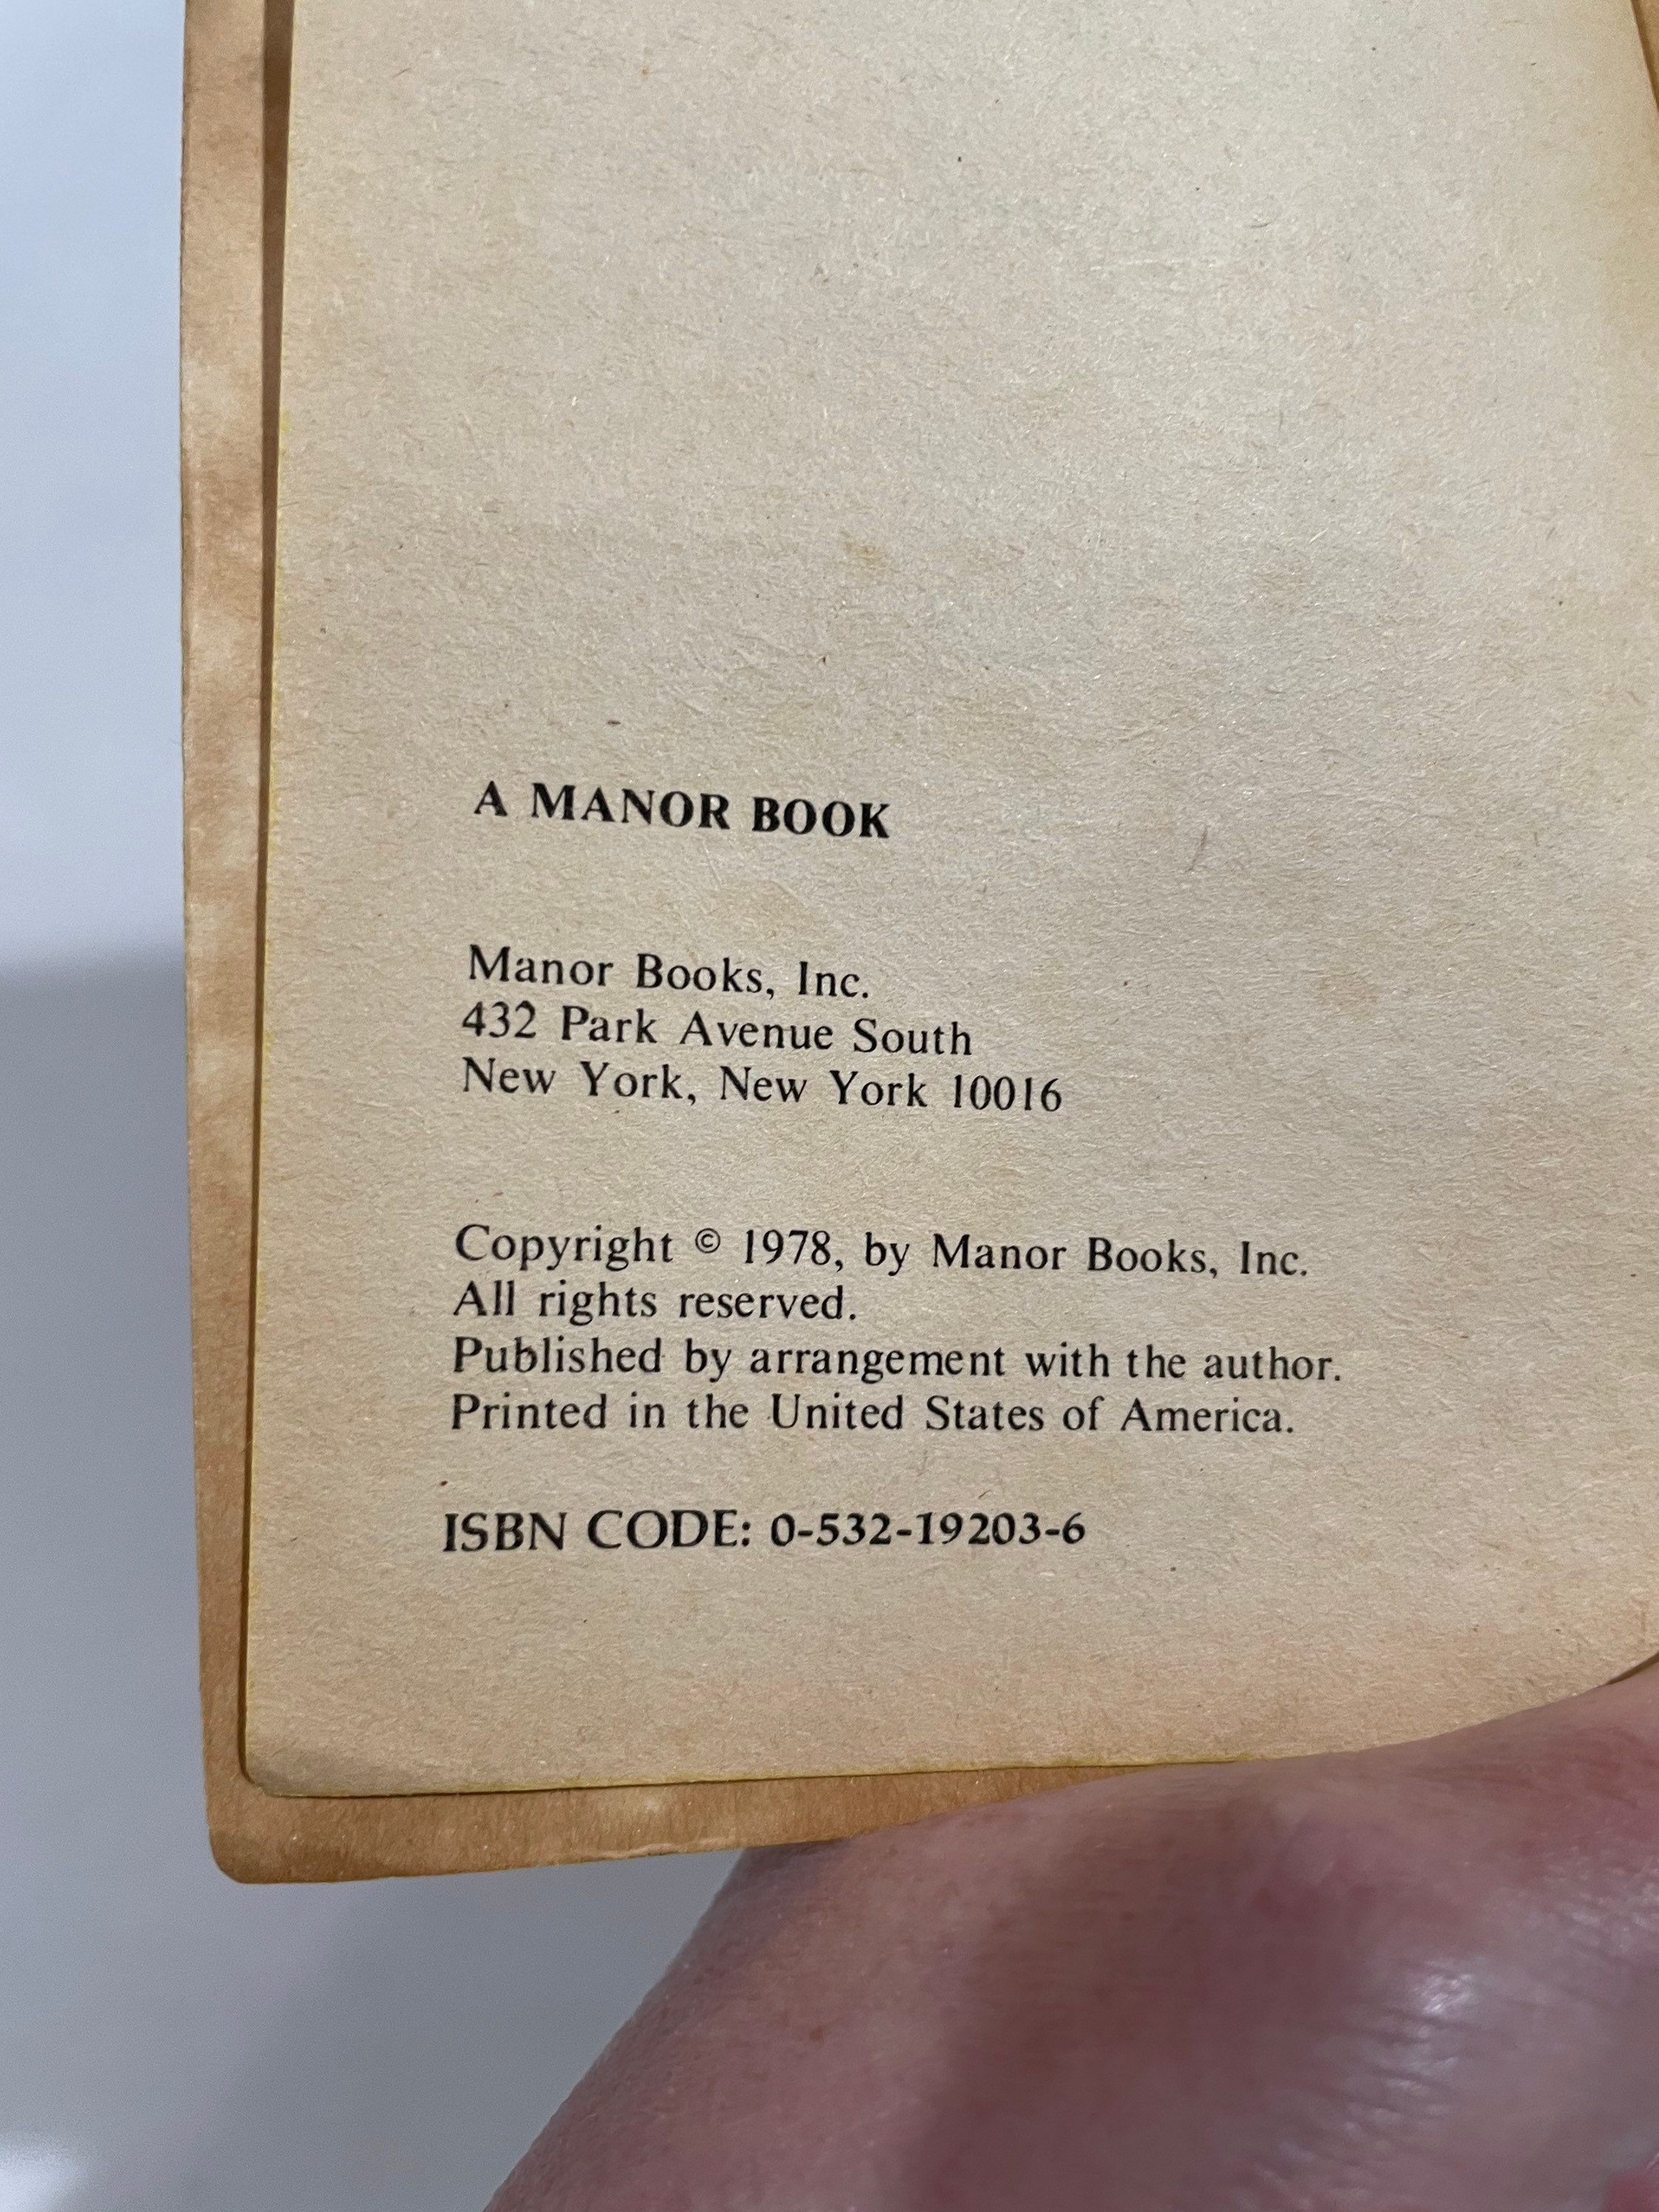 A MANOR BOOK
Manor Books, Inc.
432 Park Avenue South
New York, New York 10016
Copyright © 1978, by Manor Books, Inc.
All rights reserved.
Published by arrangement with the author.
Printed in the United States of America.
ISBN CODE: 0-532-19203-6